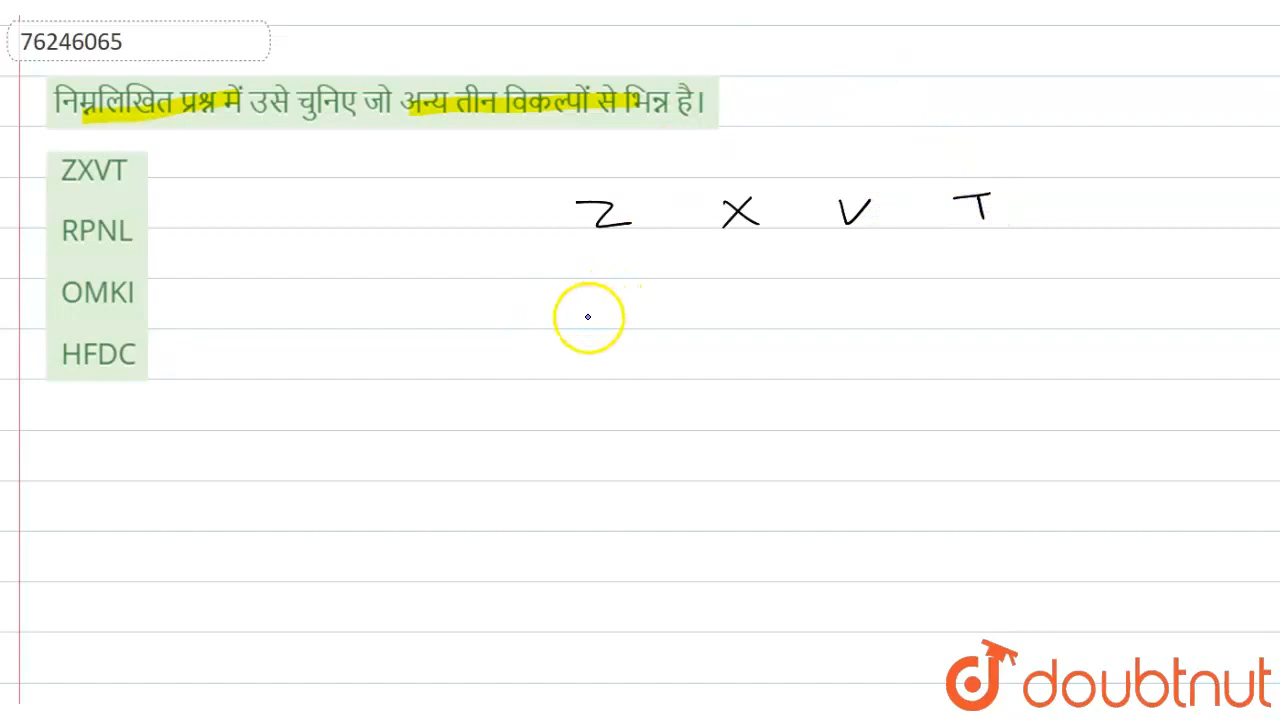 76246065
निम्नलिखित प्रश्न में उसे चुनिए जो अन्य तीन विकल्पों से भिन्न है।
ZXVT
Z X V T
RPNL
OMKI
HFDC
doubtnut